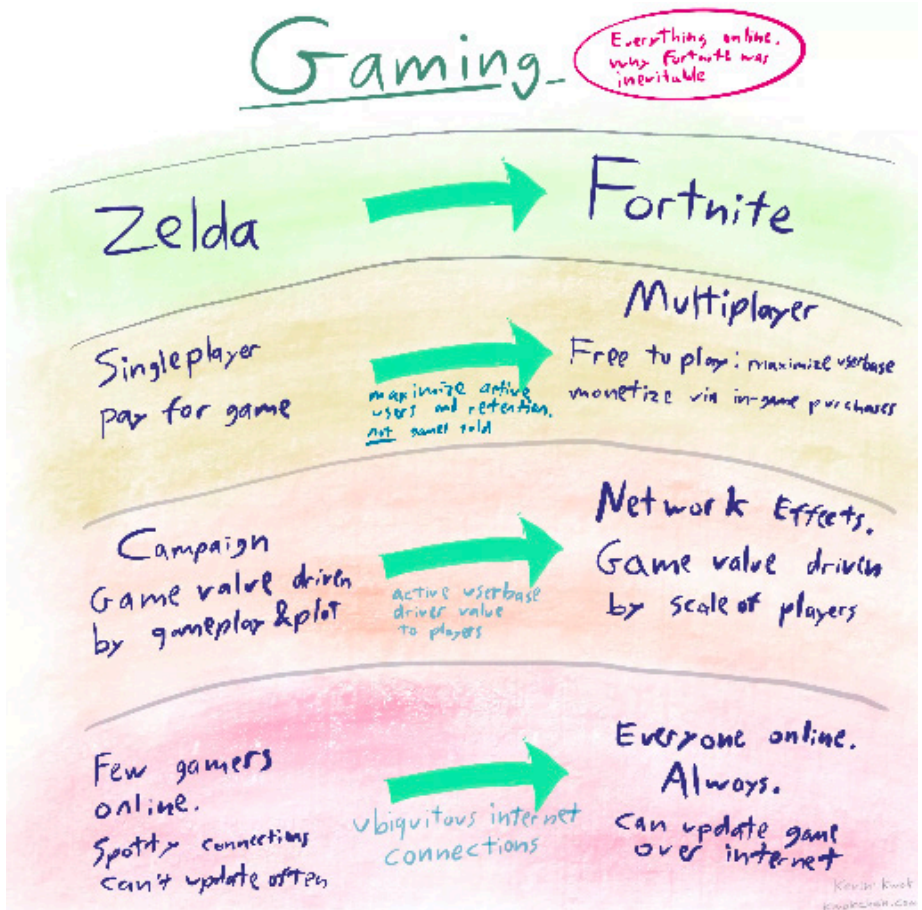 Gaming
Everything online.
Why Fortnite was
inevitable
Zelda
Fortnite
Singleplayer
pay for game
maximize active
users and retention,
not games sold
Multiplayer
Free to play: maximize userbase
monetize via in-game purchases
Campaign
Game value driven
by gameplay & plot
active userbase
driver value
to players
Network Effects.
Game value driven
by scale of players
Few gamers
online.
Spotty connections
can't update often
ubiquitous internet
connections
Everyone online.
Always.
Can update game
over internet
Kevin Kwok
kwokchain.com